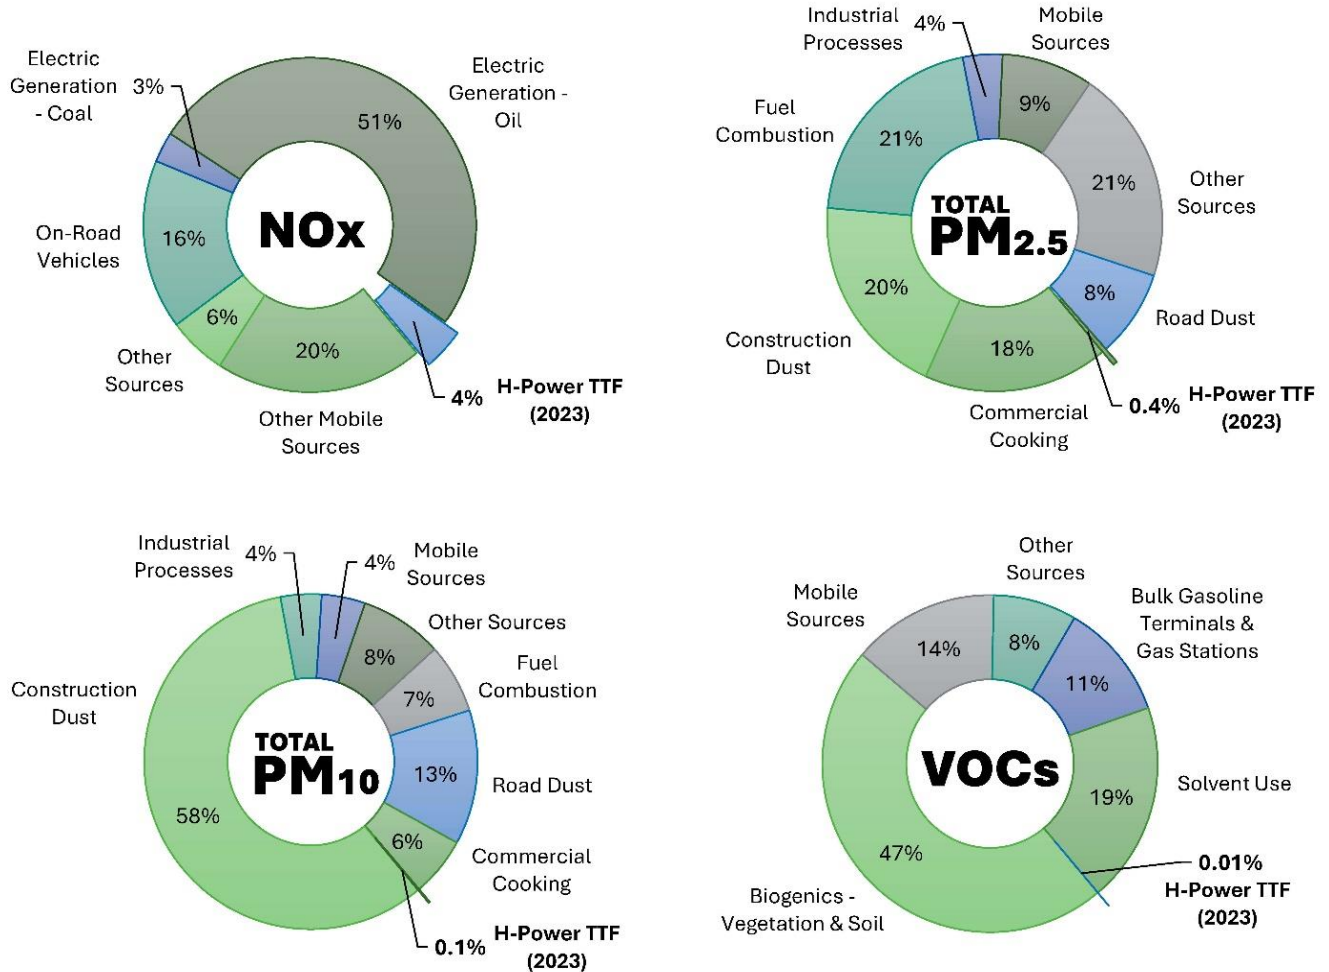 Electric
Generation
- Coal
3%
51%
Electric
Generation -
Oil
On-Road
Vehicles
16%
NOx
6%
Other
Sources
20%
Other Mobile
Sources
4%
H-Power TTF
(2023)
Industrial
Processes
4%
Mobile
Sources
9%
Fuel
Combustion
21%
21%
Other
Sources
TOTAL
PM2.5
20%
8%
Road Dust
Construction
Dust
18%
Commercial
Cooking
0.4%
H-Power TTF
(2023)
Industrial
Processes
4%
4%
Mobile
Sources
Other Sources
8%
Fuel
Combustion
7%
Construction
Dust
TOTAL
PM10
13%
Road Dust
58%
6%
Commercial
Cooking
0.1%
H-Power TTF
(2023)
Other
Sources
Mobile
Sources
Bulk Gasoline
Terminals &
Gas Stations
14%
8%
11%
VOCs
Solvent Use
19%
47%
0.01%
H-Power TTF
(2023)
Biogenics -
Vegetation & Soil